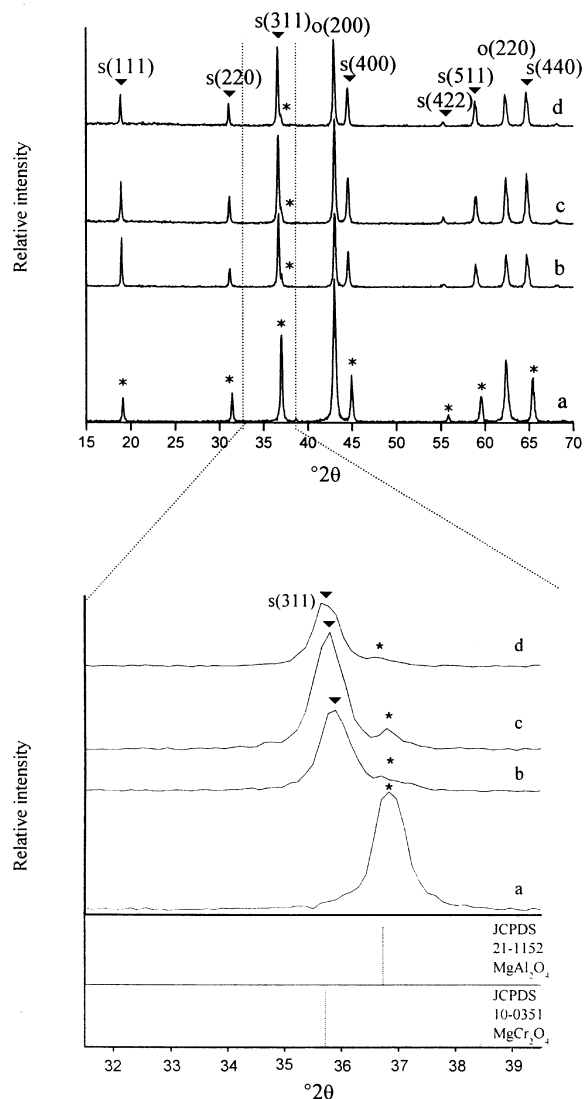 s(311) o(200)
s(111)
s(220)
s(400)
o(220)
s(511)
s(440)
s(422)
*
d
*
c
*
b
* * * * * * *
a
Relative intensity
15 20 25 30 35 40 45 50 55 60 65 70
°2θ
s(311)
*
d
*
c
*
b
*
a
Relative intensity
JCPDS
21-1152
MgAl₂O₄
JCPDS
10-0351
MgCr₂O₄
32 33 34 35 36 37 38 39
°2θ